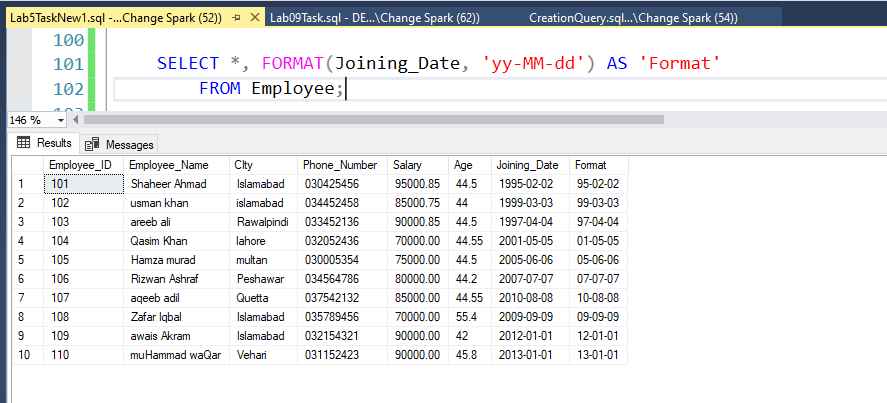 Lab5TaskNew1.sql -...Change Spark (52)) Lab09Task.sql - DE...\Change Spark (62)) CreationQuery.sql...\Change Spark (54))
100
101 SELECT *, FORMAT(Joining_Date, 'yy-MM-dd') AS 'Format'
102 FROM Employee;
146 %
Results Messages
Employee_ID Employee_Name CIty Phone_Number Salary Age Joining_Date Format
1 101 Shaheer Ahmad Islamabad 030425456 95000.85 44.5 1995-02-02 95-02-02
2 102 usman khan islamabad 034452458 85000.75 44 1999-03-03 99-03-03
3 103 areeb ali Rawalpindi 033452136 90000.85 44.5 1997-04-04 97-04-04
4 104 Qasim Khan lahore 032052436 70000.00 44.55 2001-05-05 01-05-05
5 105 Hamza murad multan 030005354 75000.00 44.5 2005-06-06 05-06-06
6 106 Rizwan Ashraf Peshawar 034564786 80000.00 44.2 2007-07-07 07-07-07
7 107 aqeeb adil Quetta 037542132 85000.00 44.55 2010-08-08 10-08-08
8 108 Zafar Iqbal Islamabad 035789456 70000.00 55.4 2009-09-09 09-09-09
9 109 awais Akram Islamabad 032154321 90000.00 42 2012-01-01 12-01-01
10 110 muHammad waQar Vehari 031152423 90000.00 45.8 2013-01-01 13-01-01